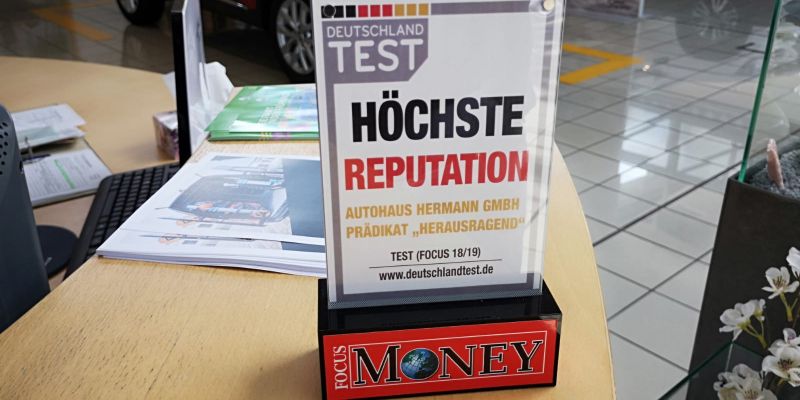 DEUTSCHLAND
TEST
HÖCHSTE
REPUTATION
AUTOHAUS HERMANN GMBH
PRÄDIKAT „HERAUSRAGEND“
TEST (FOCUS 18/19)
www.deutschlandtest.de
FOCUS
MONEY